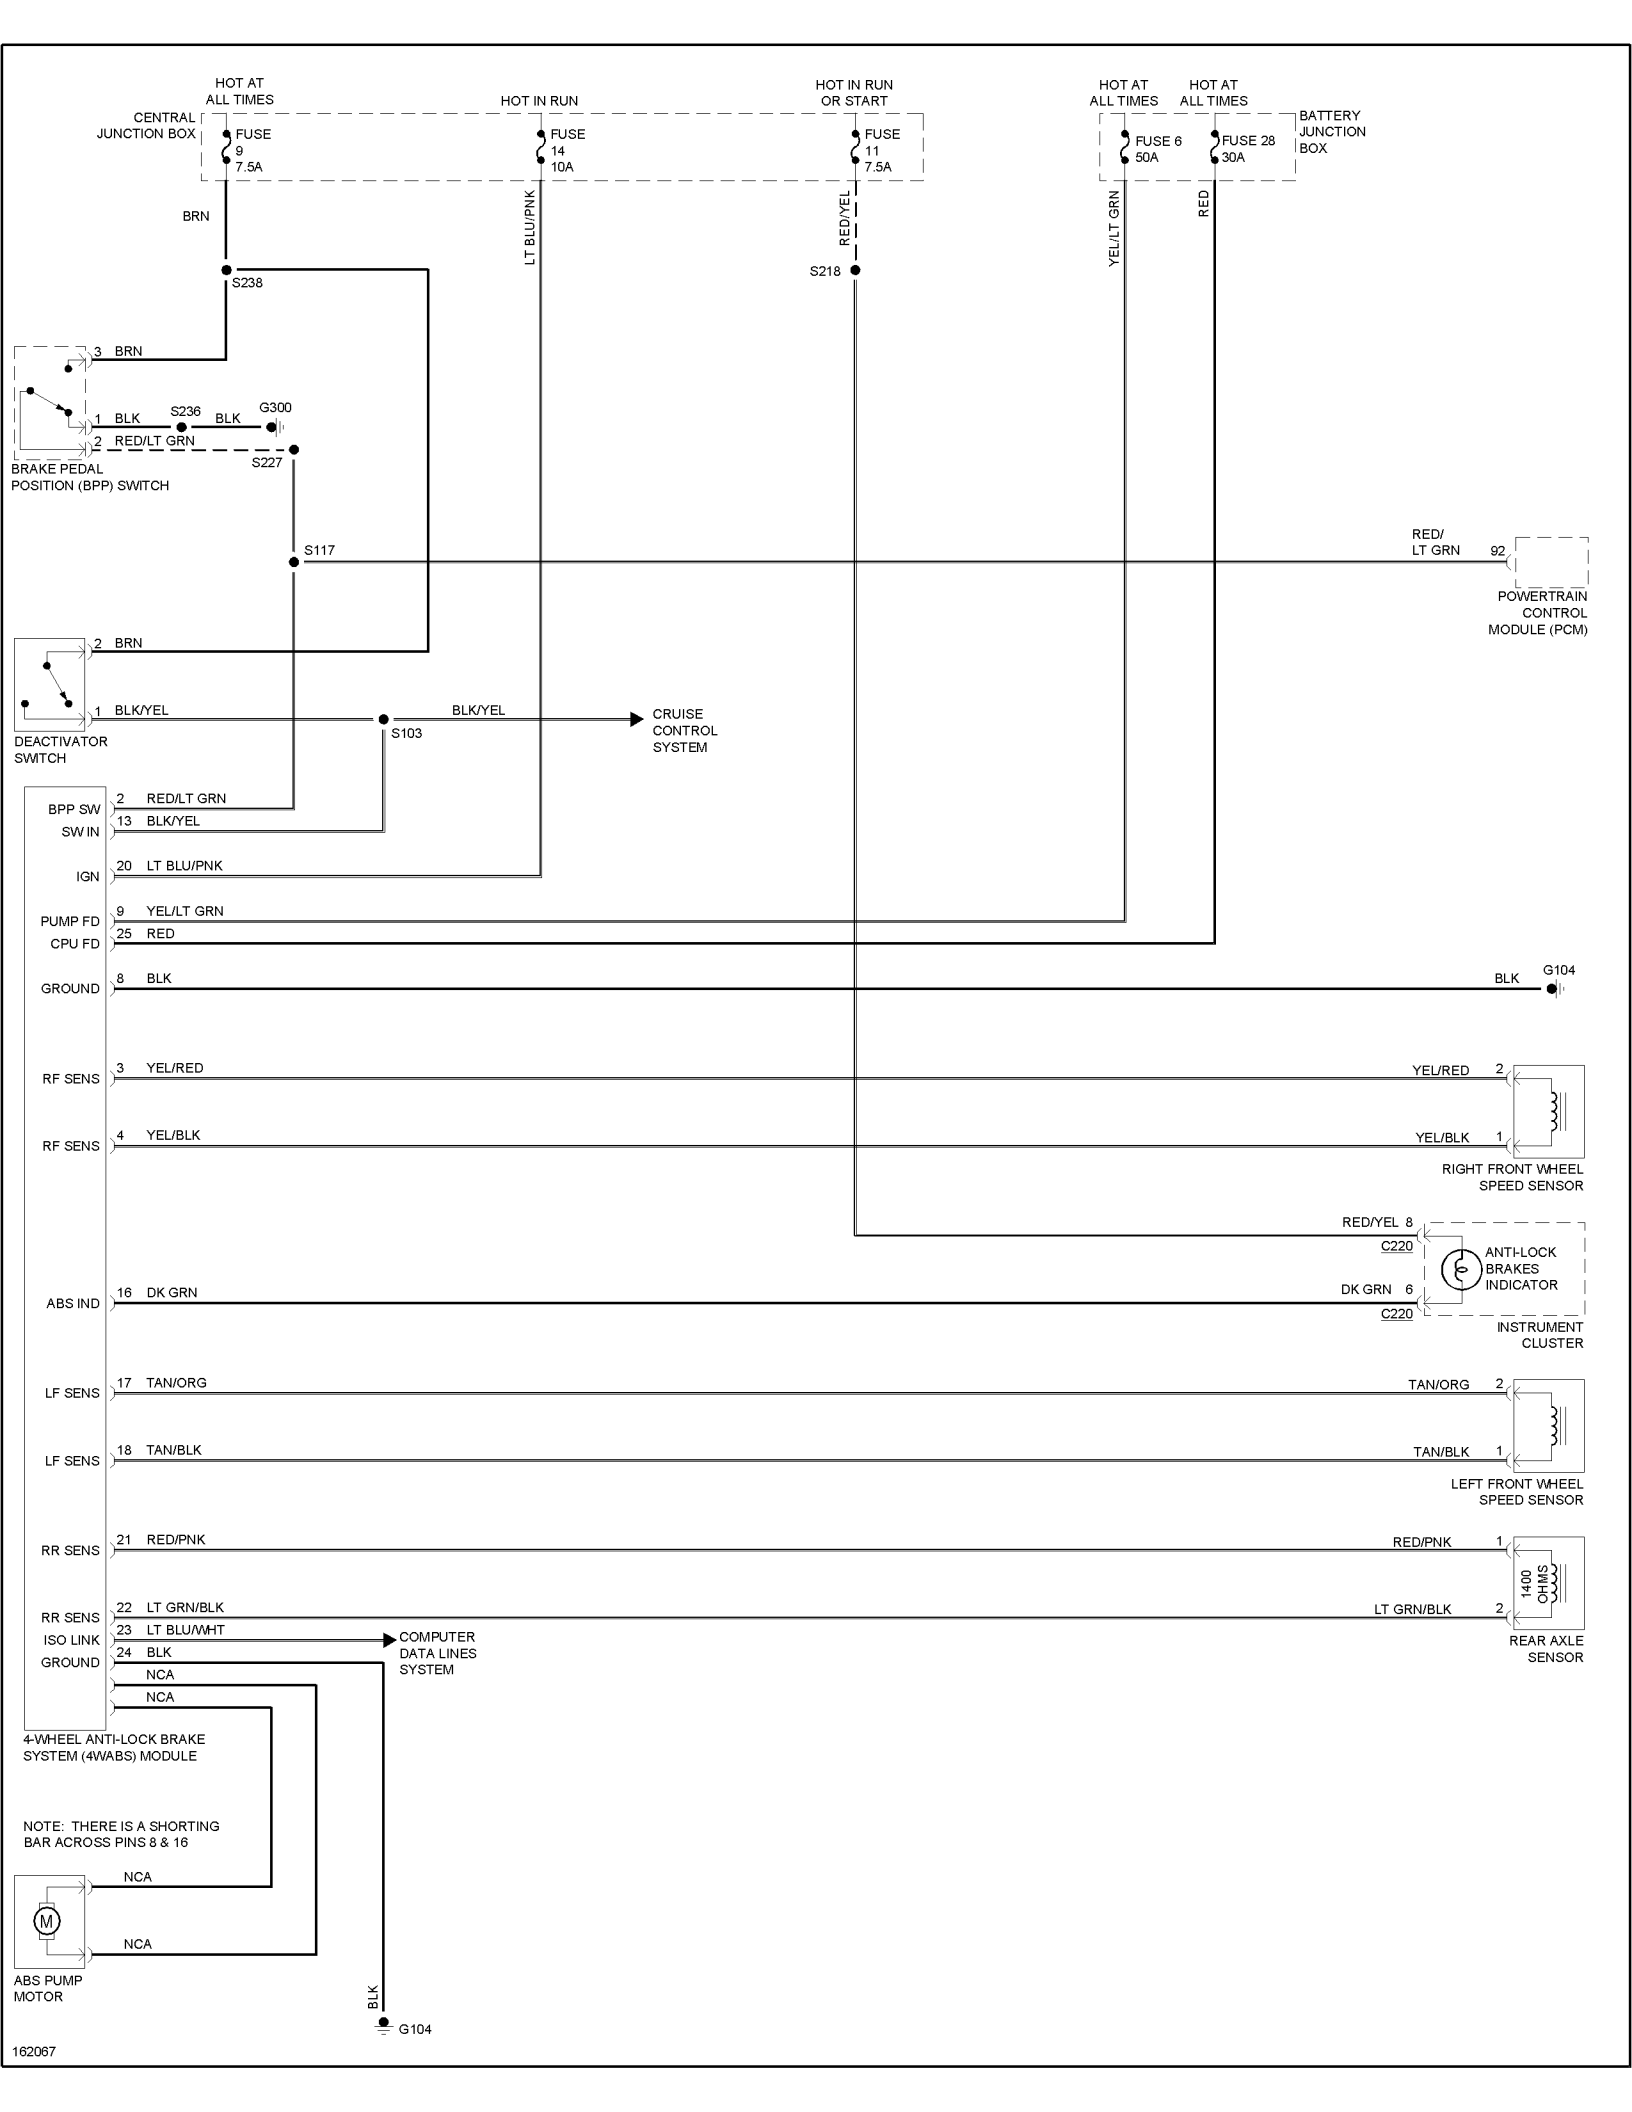 HOT AT
ALL TIMES
HOT IN RUN
HOT IN RUN
OR START
HOT AT
ALL TIMES
HOT AT
ALL TIMES
CENTRAL
JUNCTION BOX
FUSE
9
7.5A
FUSE
14
10A
FUSE
11
7.5A
FUSE 6
50A
FUSE 28
30A
BATTERY
JUNCTION
BOX
BRN
LT BLU/PNK
RED/YEL
YEL/LT GRN
RED
S238
S218
3 BRN
1 BLK
S236
BLK
G300
2 RED/LT GRN
S227
BRAKE PEDAL
POSITION (BPP) SWITCH
S117
RED/
LT GRN
92
POWERTRAIN
CONTROL
MODULE (PCM)
2 BRN
1 BLK/YEL
S103
BLK/YEL
CRUISE
CONTROL
SYSTEM
DEACTIVATOR
SWITCH
BPP SW 2 RED/LT GRN
SW IN 13 BLK/YEL
IGN 20 LT BLU/PNK
PUMP FD 9 YEL/LT GRN
CPU FD 25 RED
GROUND 8 BLK
BLK G104
RF SENS 3 YEL/RED
YEL/RED 2
RF SENS 4 YEL/BLK
YEL/BLK 1
RIGHT FRONT WHEEL
SPEED SENSOR
RED/YEL 8
C220
ANTI-LOCK
BRAKES
INDICATOR
ABS IND 16 DK GRN
DK GRN 6
C220
INSTRUMENT
CLUSTER
LF SENS 17 TAN/ORG
TAN/ORG 2
LF SENS 18 TAN/BLK
TAN/BLK 1
LEFT FRONT WHEEL
SPEED SENSOR
RR SENS 21 RED/PNK
RED/PNK 1
1400
OHMS
RR SENS 22 LT GRN/BLK
LT GRN/BLK 2
REAR AXLE
SENSOR
ISO LINK 23 LT BLU/WHT
COMPUTER
DATA LINES
SYSTEM
GROUND 24 BLK
NCA
NCA
4-WHEEL ANTI-LOCK BRAKE
SYSTEM (4WABS) MODULE
NOTE: THERE IS A SHORTING
BAR ACROSS PINS 8 & 16
NCA
M
NCA
ABS PUMP
MOTOR
BLK
G104
162067